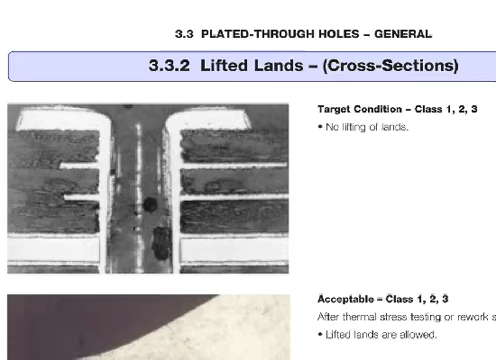 3.3 PLATED-THROUGH HOLES – GENERAL
3.3.2 Lifted Lands – (Cross-Sections)
Target Condition – Class 1, 2, 3
• No lifting of lands.
Acceptable – Class 1, 2, 3
After thermal stress testing or rework
• Lifted lands are allowed.